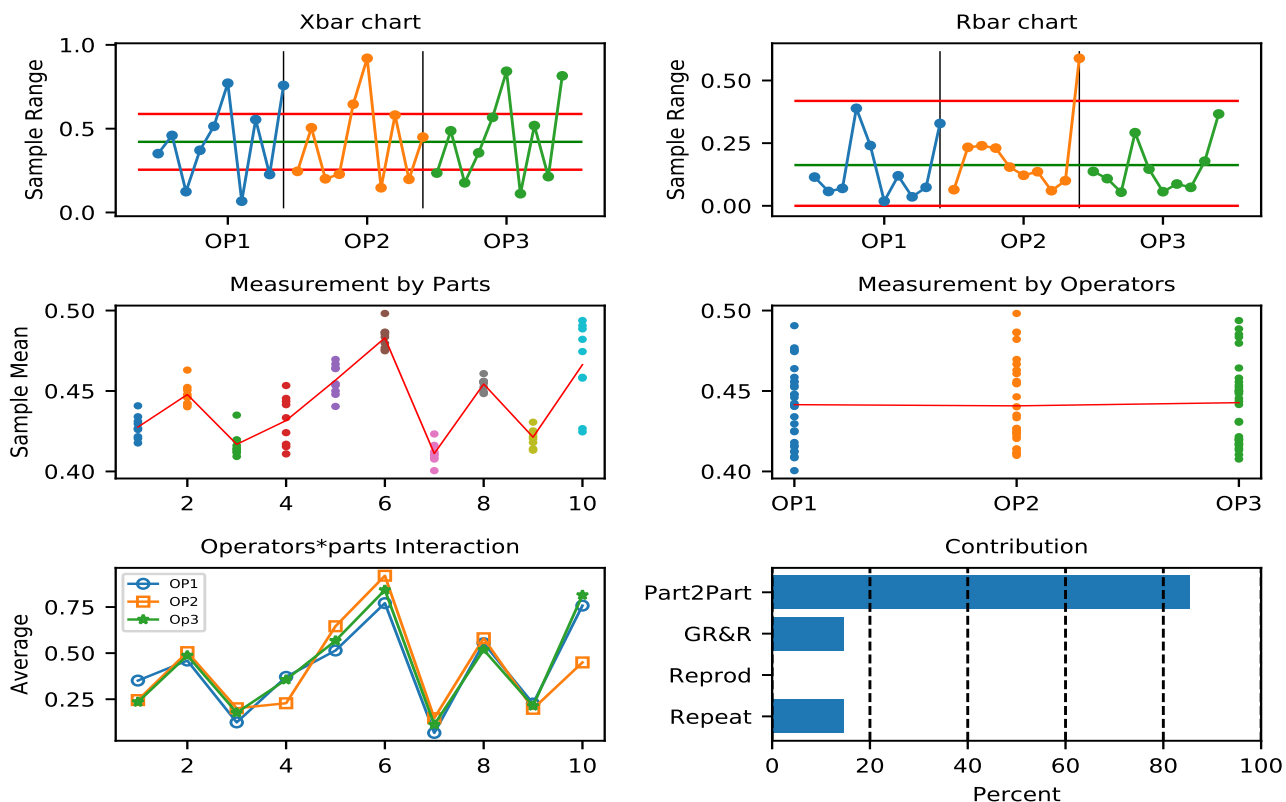 Xbar chart
Sample Range
1.0
0.5
0.0
OP1 OP2 OP3
Rbar chart
Sample Range
0.50
0.25
0.00
OP1 OP2 OP3
Measurement by Parts
Sample Mean
0.50
0.45
0.40
2 4 6 8 10
Measurement by Operators
0.50
0.45
0.40
OP1 OP2 OP3
Operators*parts Interaction
Average
0.75
0.50
0.25
OP1
OP2
Op3
2 4 6 8 10
Contribution
Part2Part
GR&R
Reprod
Repeat
0 20 40 60 80 100
Percent